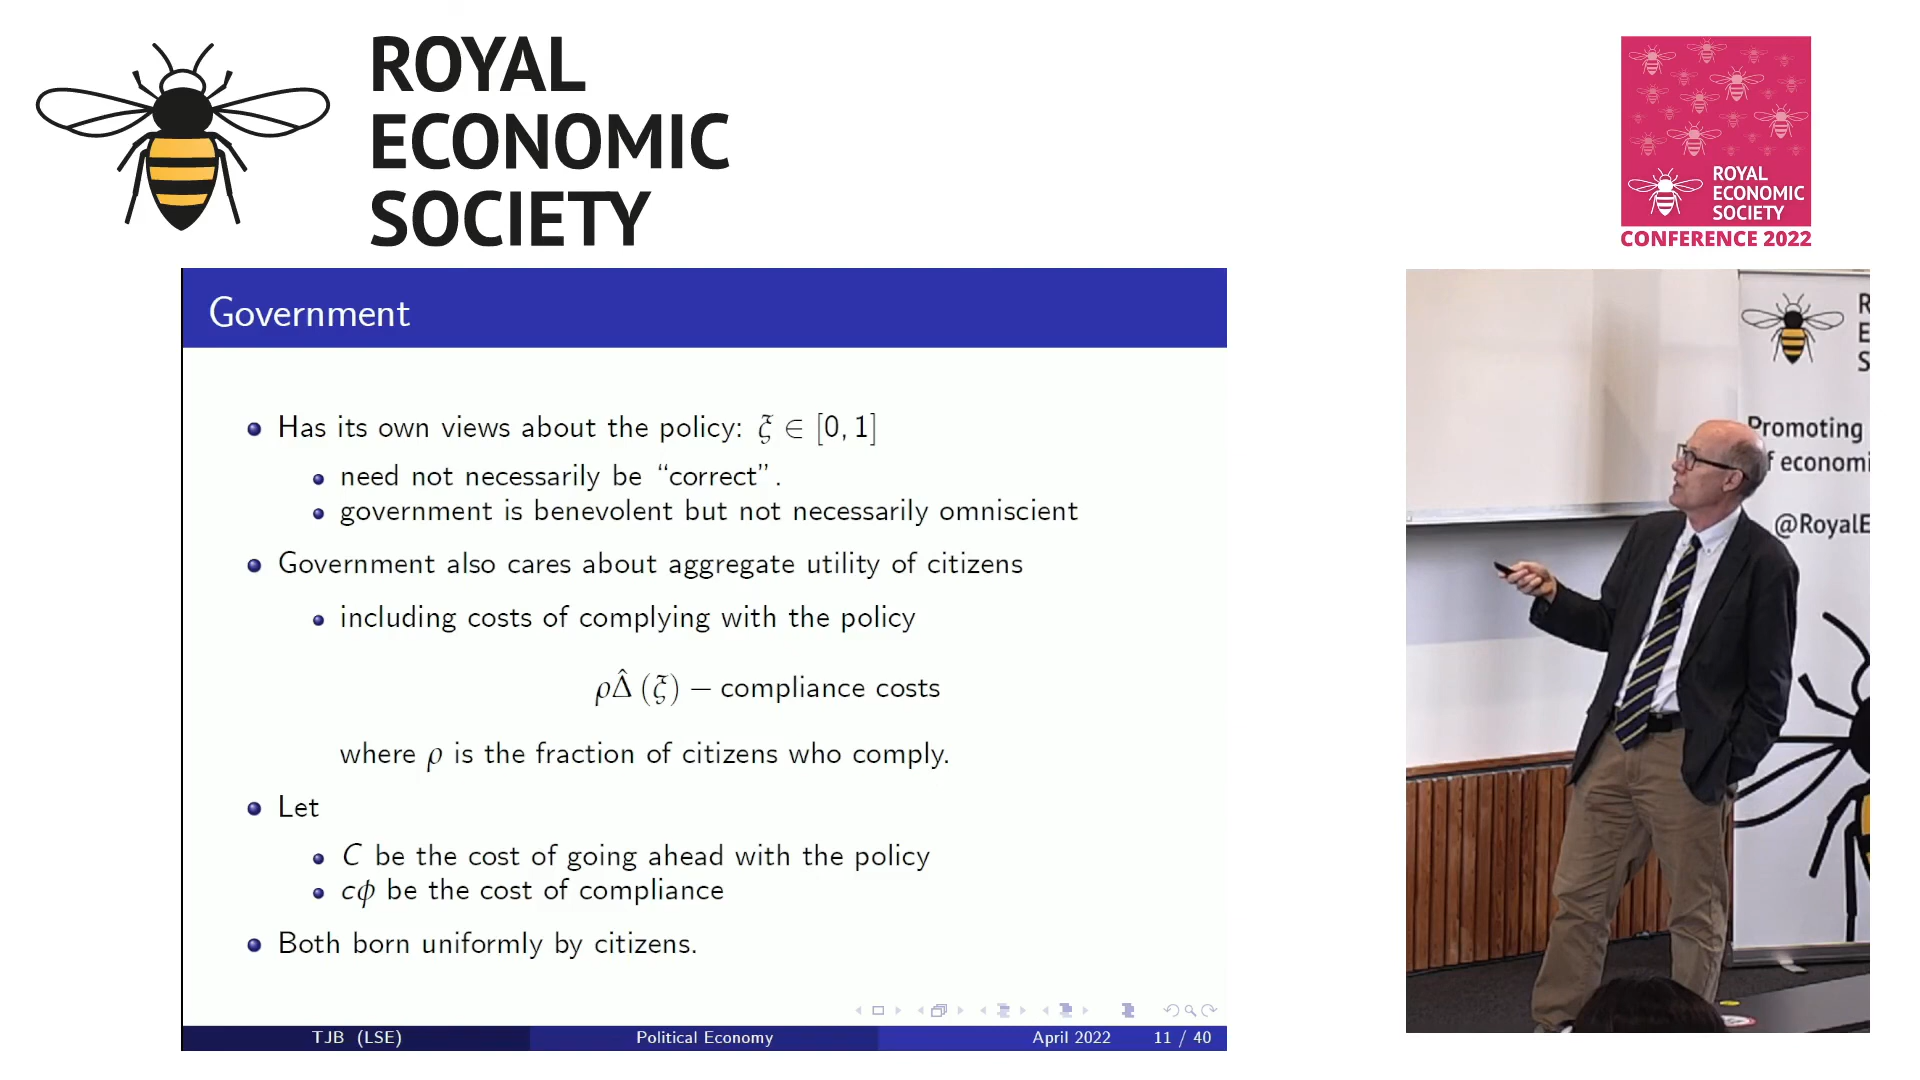 ROYAL
ECONOMIC
SOCIETY
ROYAL
ECONOMIC
SOCIETY
CONFERENCE 2022
Government
Has its own views about the policy: ξ ∈ [0, 1]
need not necessarily be “correct”.
government is benevolent but not necessarily omniscient
Government also cares about aggregate utility of citizens
including costs of complying with the policy
ρΔ̂ (ξ) − compliance costs
where ρ is the fraction of citizens who comply.
Let
C be the cost of going ahead with the policy
cϕ be the cost of compliance
Both born uniformly by citizens.
TJB (LSE)
Political Economy
April 2022
11 / 40
R
E
S
Promoting
f economi
@RoyalE